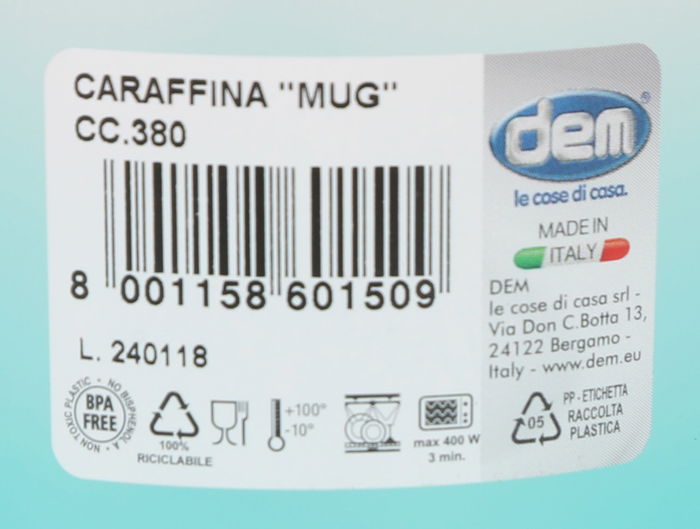 CARAFFINA "MUG"
CC.380
8 001158 601509
L. 240118
NON TOXIC PLASTIC • NO BISPHENOL A •
BPA
FREE
100%
RICICLABILE
+100°
-10°
max 400 W
3 min.
dem®
le cose di casa.
MADE IN
ITALY
DEM
le cose di casa srl -
Via Don C.Botta 13,
24122 Bergamo -
Italy - www.dem.eu
05
PP - ETICHETTA
RACCOLTA
PLASTICA